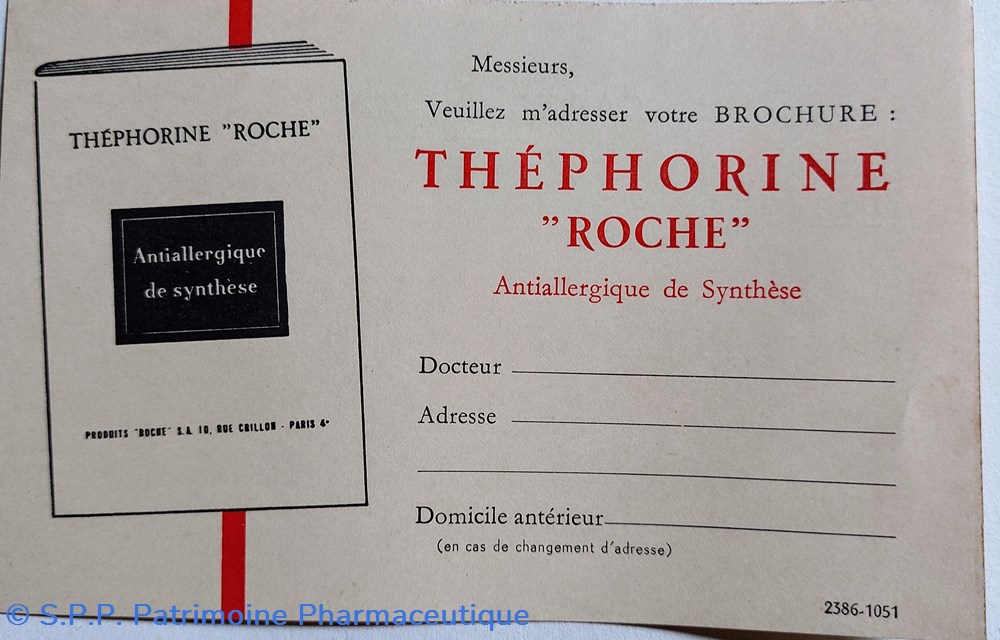 THÉPHORINE "ROCHE"
Antiallergique
de synthèse
PRODUITS "ROCHE" S.A. 10, RUE CRILLON - PARIS 4e
Messieurs,
Veuillez m'adresser votre BROCHURE :
THÉPHORINE
"ROCHE"
Antiallergique de Synthèse
Docteur
Adresse
Domicile antérieur
(en cas de changement d'adresse)
2386-1051
© S.P.P. Patrimoine Pharmaceutique